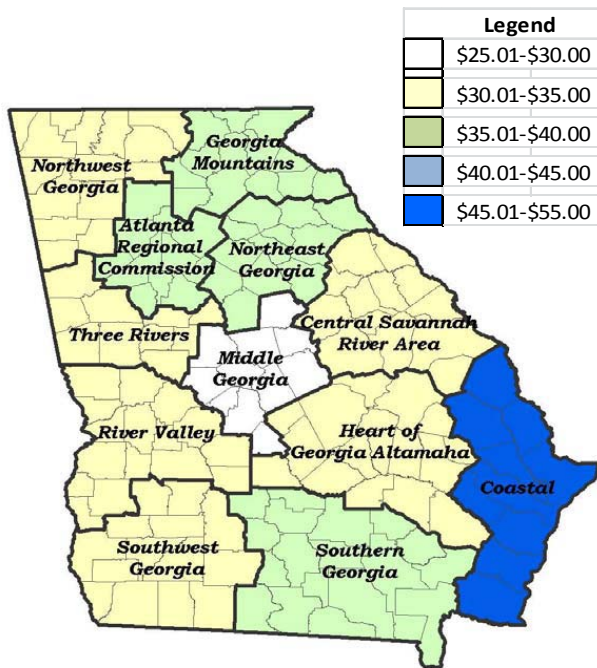 Legend
$25.01-$30.00
$30.01-$35.00
$35.01-$40.00
$40.01-$45.00
$45.01-$55.00
Georgia
Mountains
Northwest
Georgia
Atlanta
Regional
Commission
Northeast
Georgia
Three Rivers
Central Savannah
River Area
Middle
Georgia
River Valley
Heart of
Georgia Altamaha
Coastal
Southwest
Georgia
Southern
Georgia